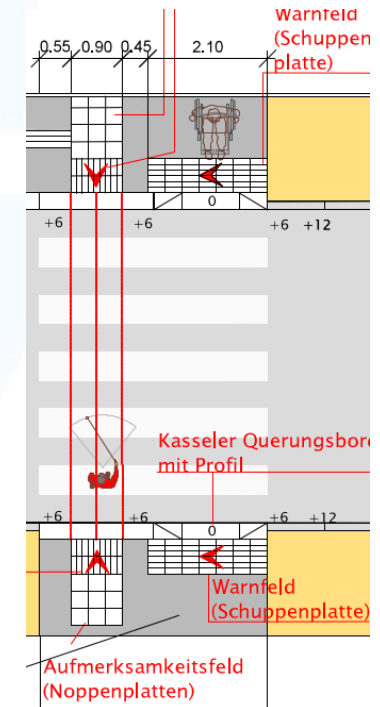 Warnfeld
(Schuppen
platte)
0.55 0.90 0.45 2.10
0
+6 +6 +6 +12
Kasseler Querungsbord
mit Profil
+6 +6 +6 +12
0
Warnfeld
(Schuppenplatte)
Aufmerksamkeitsfeld
(Noppenplatten)